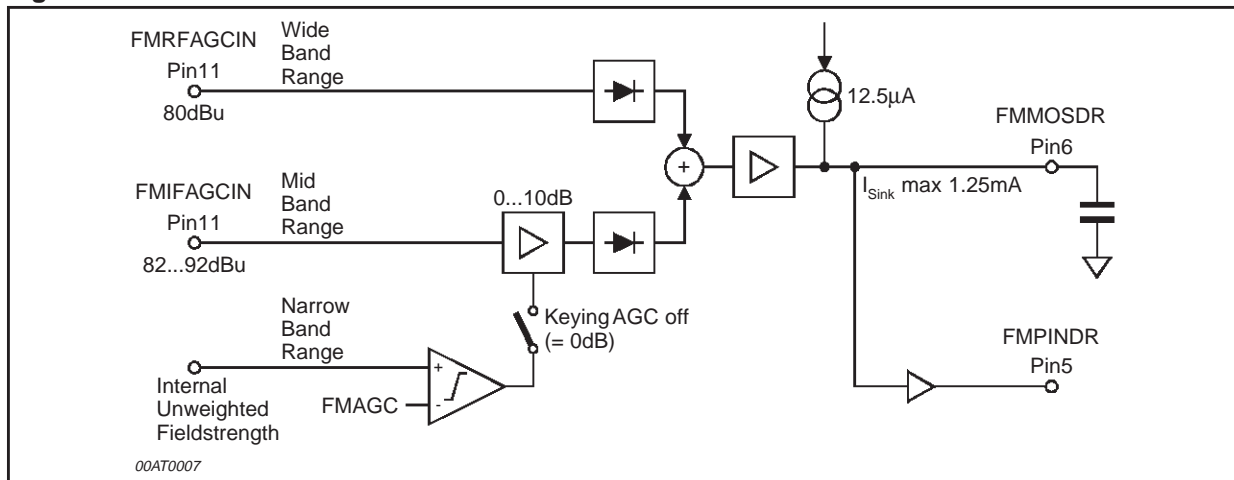 FMRFAGCIN
Pin11
80dBu
Wide
Band
Range
12.5µA
FMMOSDR
Pin6
I Sink max 1.25mA
FMIFAGCIN
Pin11
82...92dBu
Mid
Band
Range
0...10dB
+
Keying AGC off
(= 0dB)
Narrow
Band
Range
Internal
Unweighted
Fieldstrength
+
-
FMAGC
FMPINDR
Pin5
00AT0007